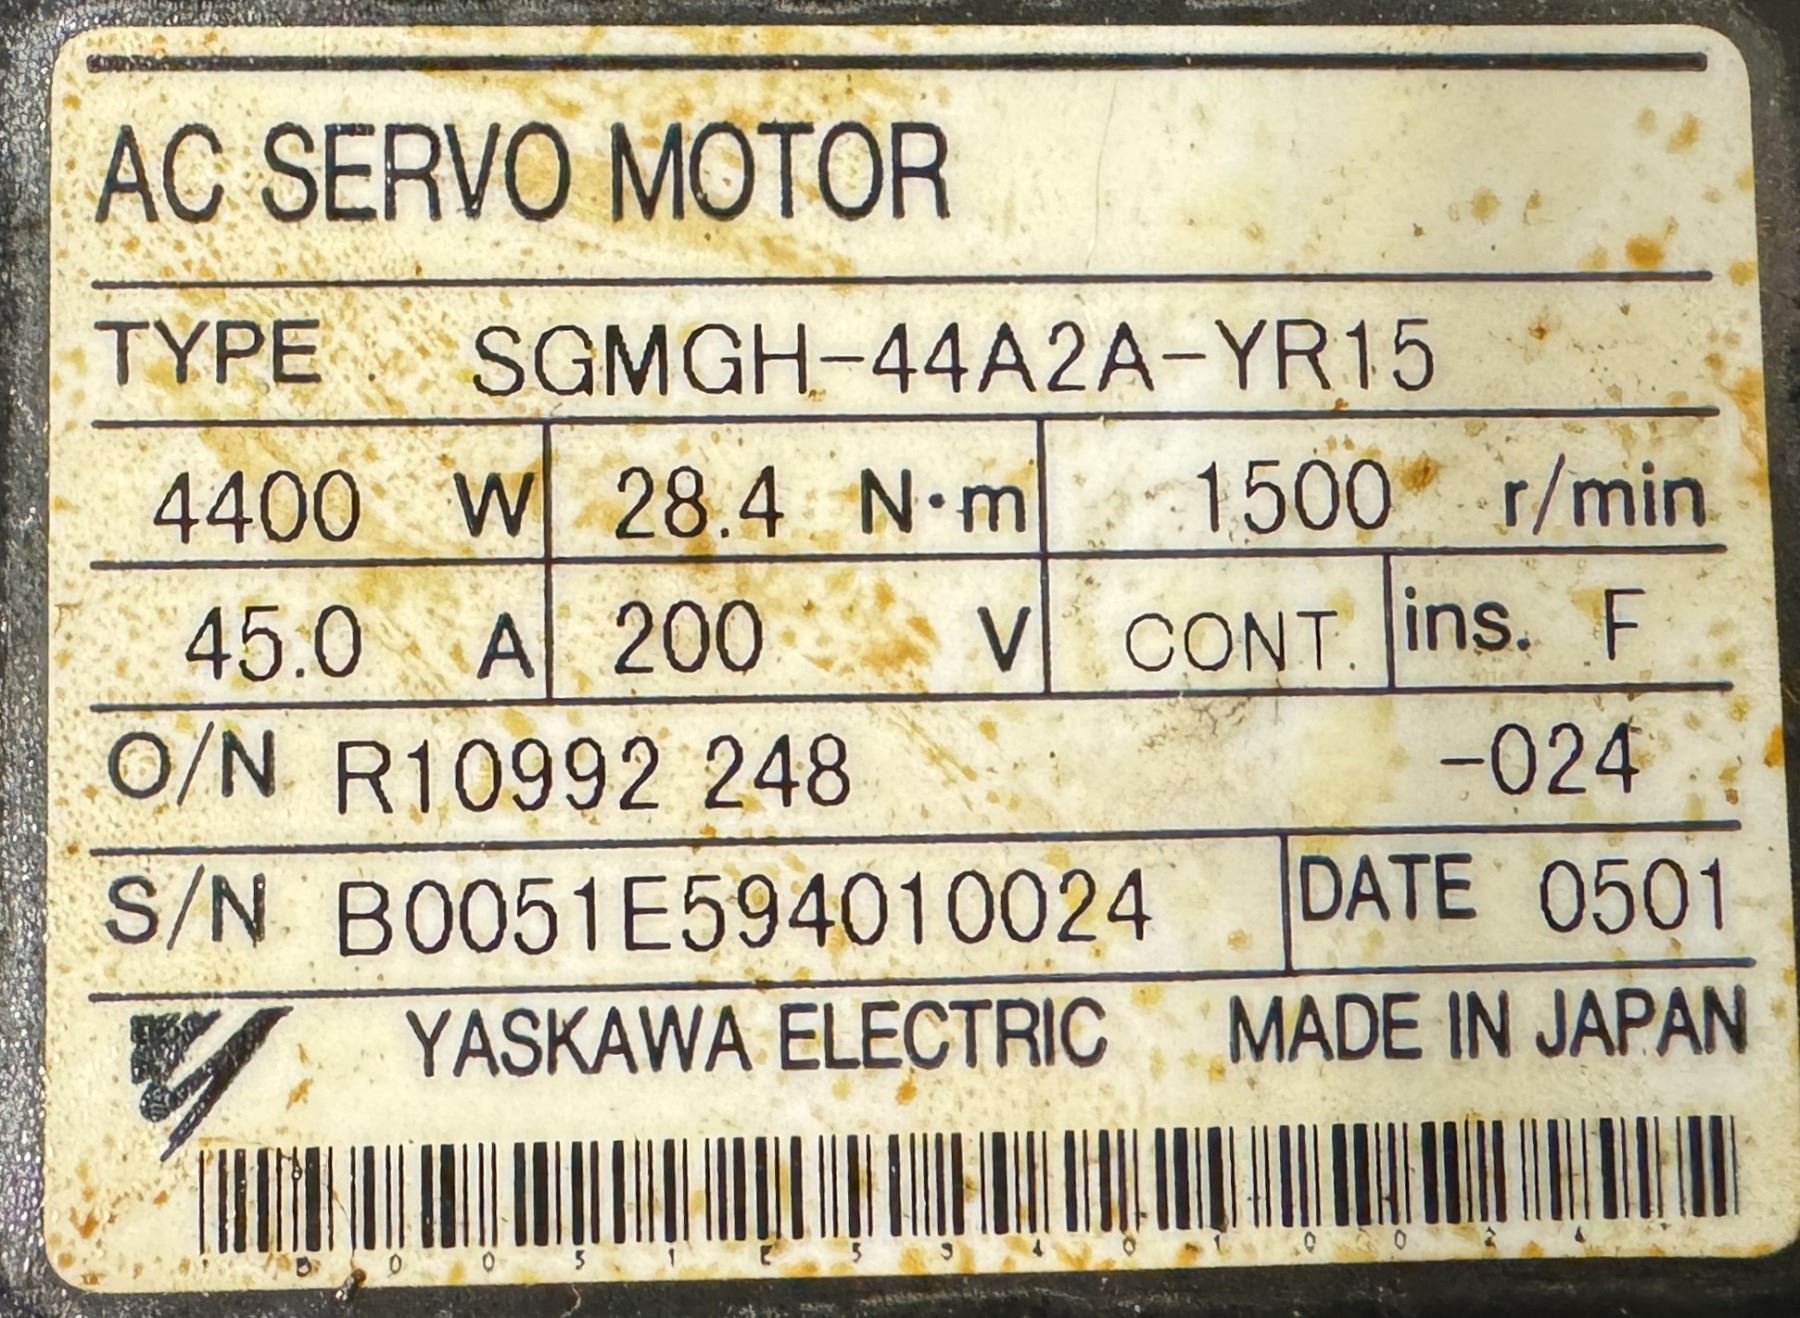 AC SERVO MOTOR
TYPE SGMGH-44A2A-YR15
4400 W 28.4 N·m 1500 r/min
45.0 A 200 V CONT. ins. F
O/N R10992 248 -024
S/N B0051E594010024 DATE 0501
YASKAWA ELECTRIC MADE IN JAPAN
B0051E594010024